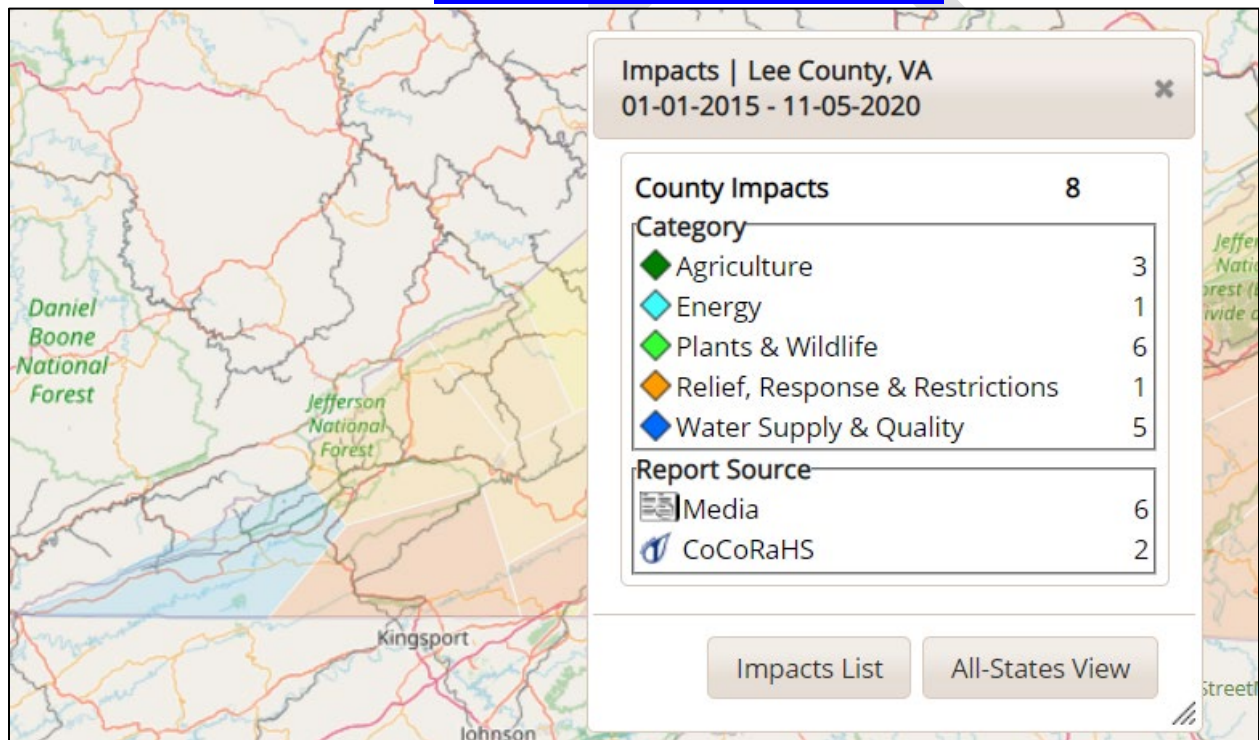 Impacts | Lee County, VA
01-01-2015 - 11-05-2020
County Impacts 8
Category
Agriculture 3
Energy 1
Plants & Wildlife 6
Relief, Response & Restrictions 1
Water Supply & Quality 5
Report Source
Media 6
CoCoRaHS 2
Impacts List
All-States View
Daniel
Boone
National
Forest
Jefferson
National
Forest
Kingsport
Johnson